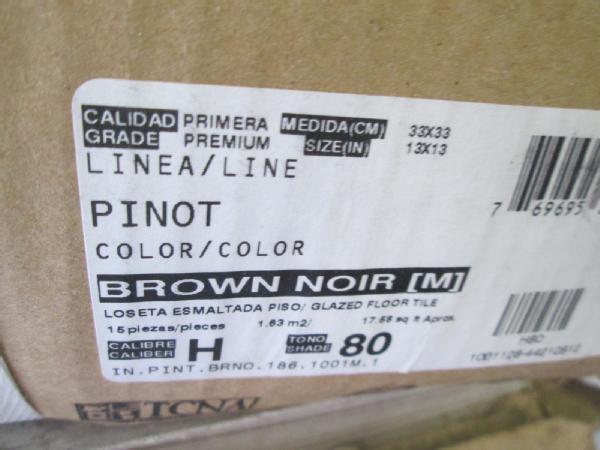 CALIDAD PRIMERA MEDIDA(CM) 33X33
GRADE PREMIUM SIZE(IN) 13X13
LINEA/LINE
PINOT
7 69695
COLOR/COLOR
BROWN NOIR [M]
LOSETA ESMALTADA PISO/ GLAZED FLOOR TILE
15 piezas/pieces 1.63 m2/ 17.55 sq ft Aprox.
CALIBRE H TONO 80
CALIBER SHADE
H80
IN.PINT.BRNO.186.1001M.1
TCNA